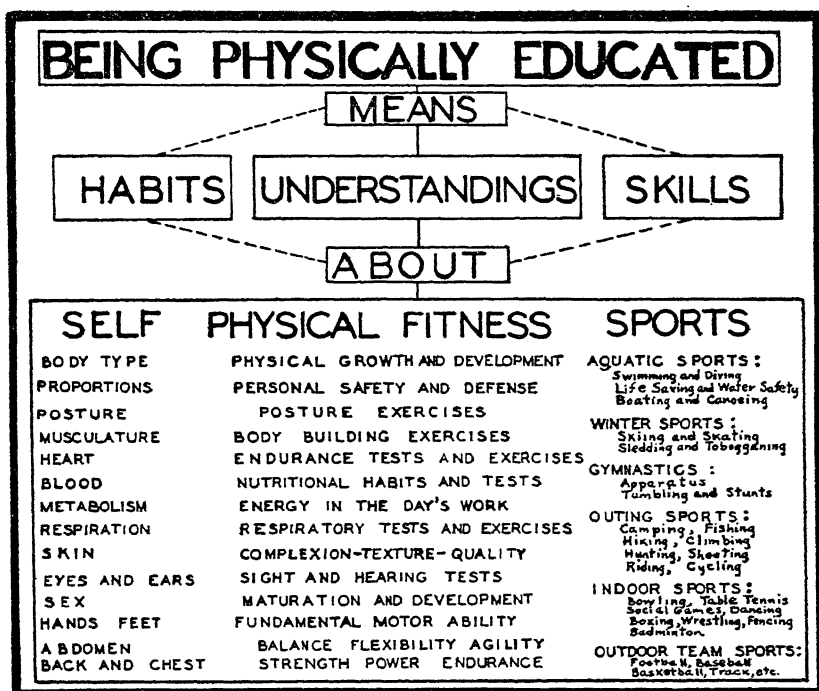 BEING PHYSICALLY EDUCATED
MEANS
HABITS
UNDERSTANDINGS
SKILLS
ABOUT
SELF
BODY TYPE
PROPORTIONS
POSTURE
MUSCULATURE
HEART
BLOOD
METABOLISM
RESPIRATION
SKIN
EYES AND EARS
SEX
HANDS FEET
ABDOMEN
BACK AND CHEST
PHYSICAL FITNESS
PHYSICAL GROWTH AND DEVELOPMENT
PERSONAL SAFETY AND DEFENSE
POSTURE EXERCISES
BODY BUILDING EXERCISES
ENDURANCE TESTS AND EXERCISES
NUTRITIONAL HABITS AND TESTS
ENERGY IN THE DAY'S WORK
RESPIRATORY TESTS AND EXERCISES
COMPLEXION-TEXTURE-QUALITY
SIGHT AND HEARING TESTS
MATURATION AND DEVELOPMENT
FUNDAMENTAL MOTOR ABILITY
BALANCE FLEXIBILITY AGILITY
STRENGTH POWER ENDURANCE
SPORTS
AQUATIC SPORTS:
Swimming and Diving
Life Saving and Water Safety
Boating and Canoeing
WINTER SPORTS:
Skiing and Skating
Sledding and Tobogganing
GYMNASTICS:
Apparatus
Tumbling and Stunts
OUTING SPORTS:
Camping, Fishing
Hiking, Climbing
Hunting, Shooting
Riding, Cycling
INDOOR SPORTS:
Bowling, Table Tennis
Social Games, Dancing
Boxing, Wrestling, Fencing
Badminton
OUTDOOR TEAM SPORTS:
Football, Baseball
Basketball, Track, etc.